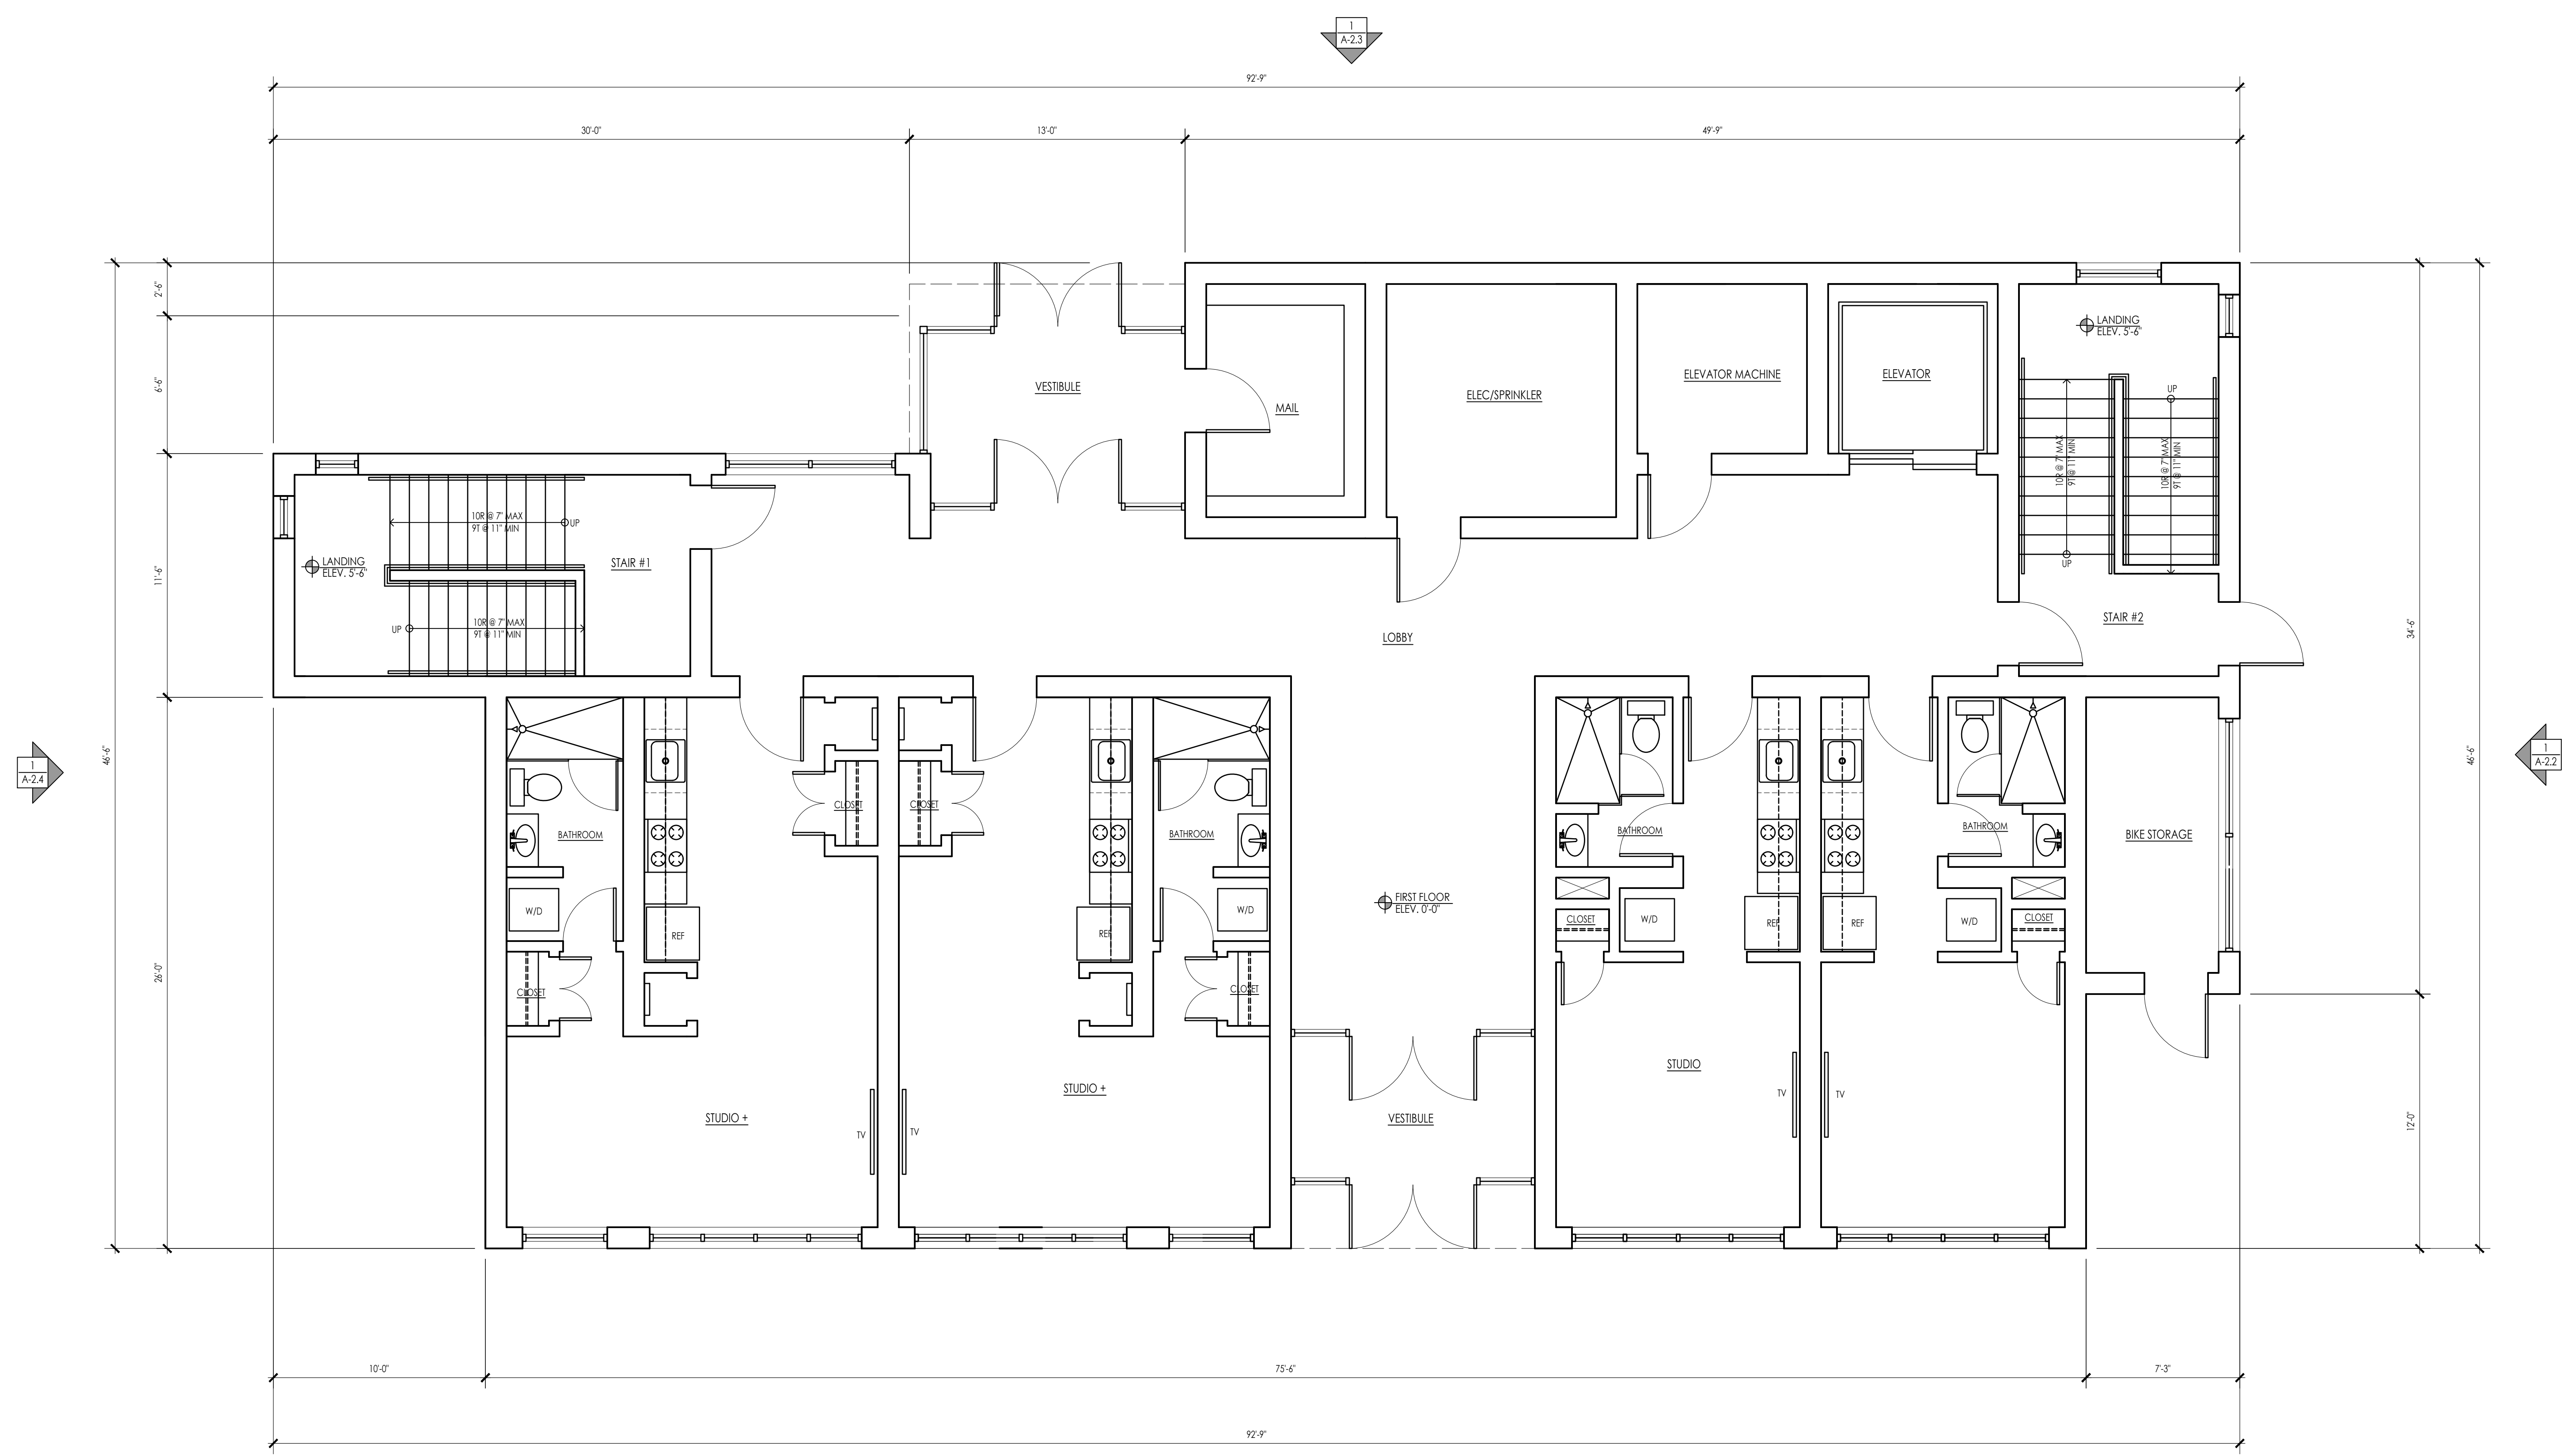 1
A-2.3
92'-9"
30'-0"
13'-0"
49'-9"
2'-6"
6'-6"
11'-6"
26'-0"
46'-6"
1
A-2.4
LANDING
ELEV. 5'-6"
VESTIBULE
MAIL
ELEC/SPRINKLER
ELEVATOR MACHINE
ELEVATOR
UP
10R @ 7" MAX
9T @ 11" MIN
10R @ 7" MAX
9T @ 11" MIN
UP
10R @ 7" MAX
9T @ 11" MIN
UP
STAIR #1
LANDING
ELEV. 5'-6"
10R @ 7" MAX
9T @ 11" MIN
UP
STAIR #2
LOBBY
34'-6"
46'-6"
12'-0"
1
A-2.2
BATHROOM
CLOSET
CLOSET
BATHROOM
BATHROOM
BATHROOM
BIKE STORAGE
W/D
REF
REF
W/D
FIRST FLOOR
ELEV. 0'-0"
CLOSET
W/D
REF
REF
W/D
CLOSET
CLOSET
CLOSET
STUDIO +
TV
TV
STUDIO +
VESTIBULE
STUDIO
TV
TV
10'-0"
75'-6"
7'-3"
92'-9"